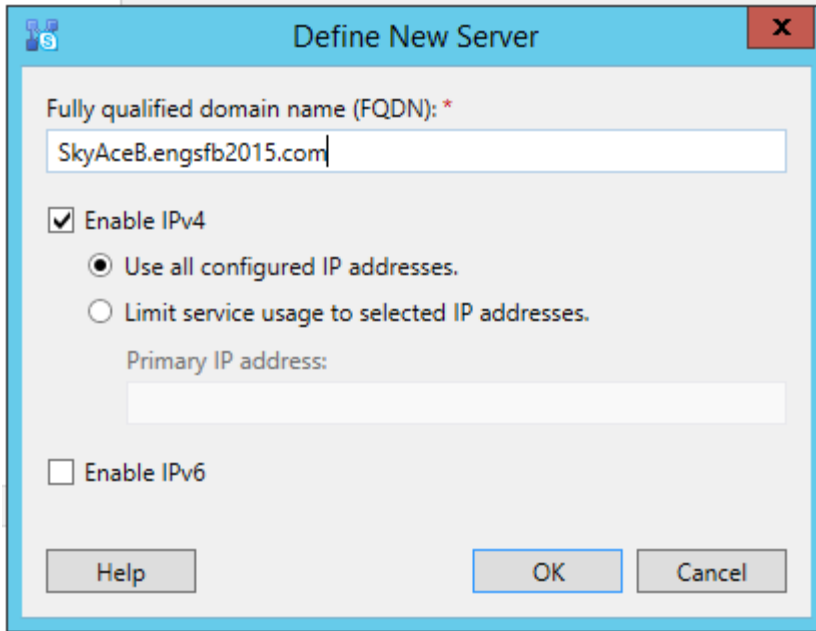 Define New Server
x
Fully qualified domain name (FQDN): *
SkyAceB.engsfb2015.com
Enable IPv4
Use all configured IP addresses.
Limit service usage to selected IP addresses.
Primary IP address:
Enable IPv6
Help OK Cancel